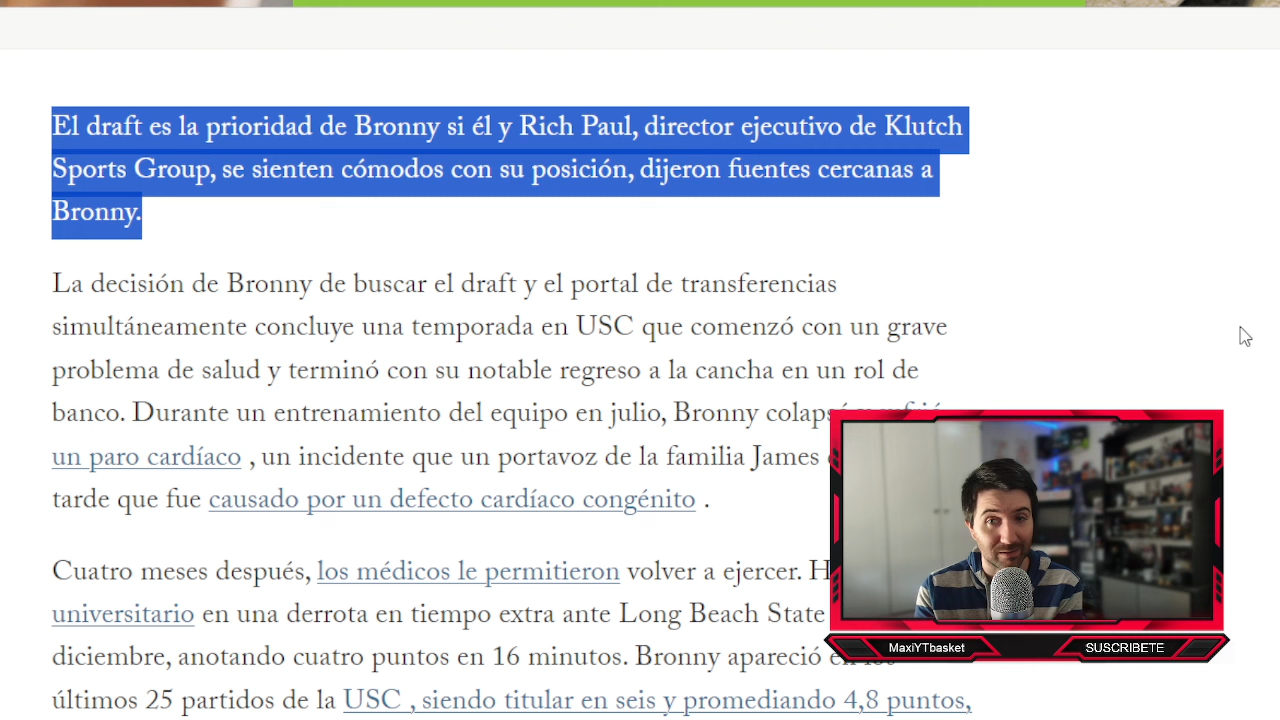 El draft es la prioridad de Bronny si él y Rich Paul, director ejecutivo de Klutch
Sports Group, se sienten cómodos con su posición, dijeron fuentes cercanas a
Bronny.
La decisión de Bronny de buscar el draft y el portal de transferencias
simultáneamente concluye una temporada en USC que comenzó con un grave
problema de salud y terminó con su notable regreso a la cancha en un rol de
banco. Durante un entrenamiento del equipo en julio, Bronny colapsó y sufrió
un paro cardíaco , un incidente que un portavoz de la familia James
tarde que fue causado por un defecto cardíaco congénito .
Cuatro meses después, los médicos le permitieron volver a ejercer.
universitario en una derrota en tiempo extra ante Long Beach State
diciembre, anotando cuatro puntos en 16 minutos. Bronny apareció en los
últimos 25 partidos de la USC , siendo titular en seis y promediando 4,8 puntos,
MaxiYTbasket
SUSCRIBETE